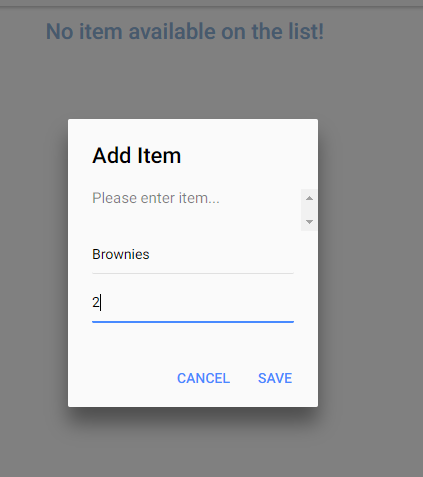 No item available on the list!
Add Item
Please enter item...
Brownies
2
CANCEL SAVE